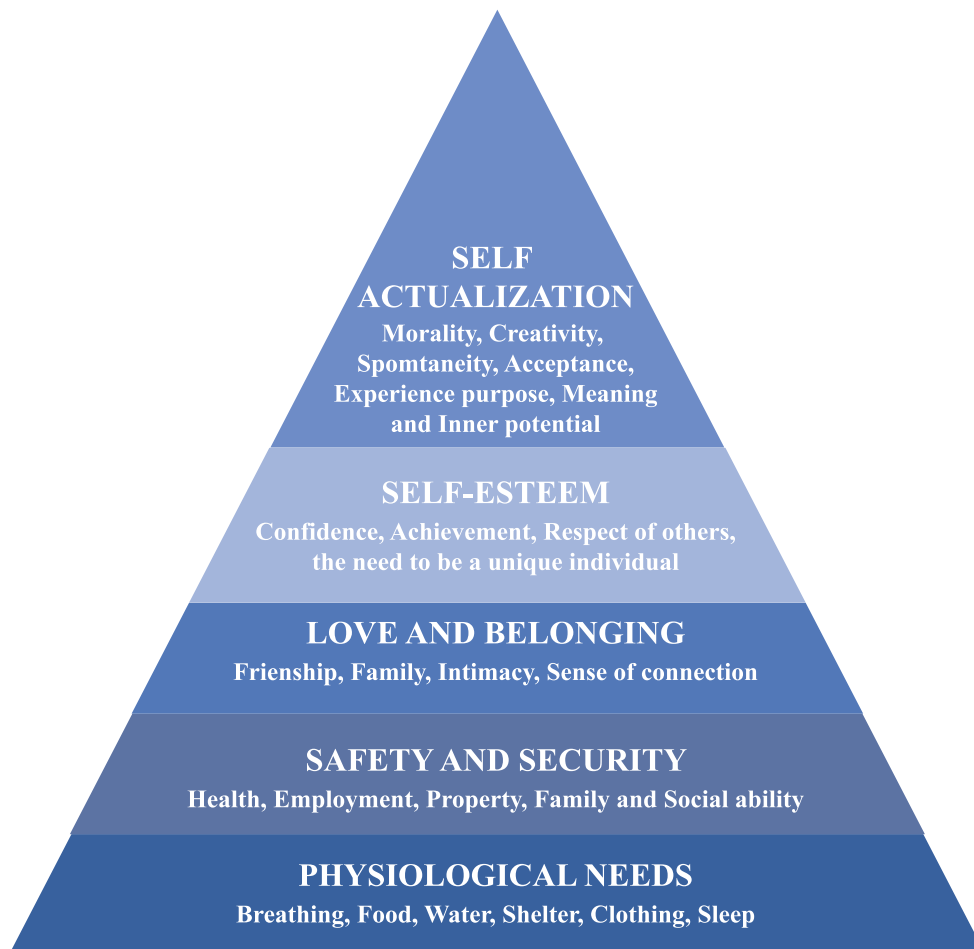 SELF
ACTUALIZATION
Morality, Creativity,
Spomtaneity, Acceptance,
Experience purpose, Meaning
and Inner potential
SELF-ESTEEM
Confidence, Achievement, Respect of others,
the need to be a unique individual
LOVE AND BELONGING
Frienship, Family, Intimacy, Sense of connection
SAFETY AND SECURITY
Health, Employment, Property, Family and Social ability
PHYSIOLOGICAL NEEDS
Breathing, Food, Water, Shelter, Clothing, Sleep